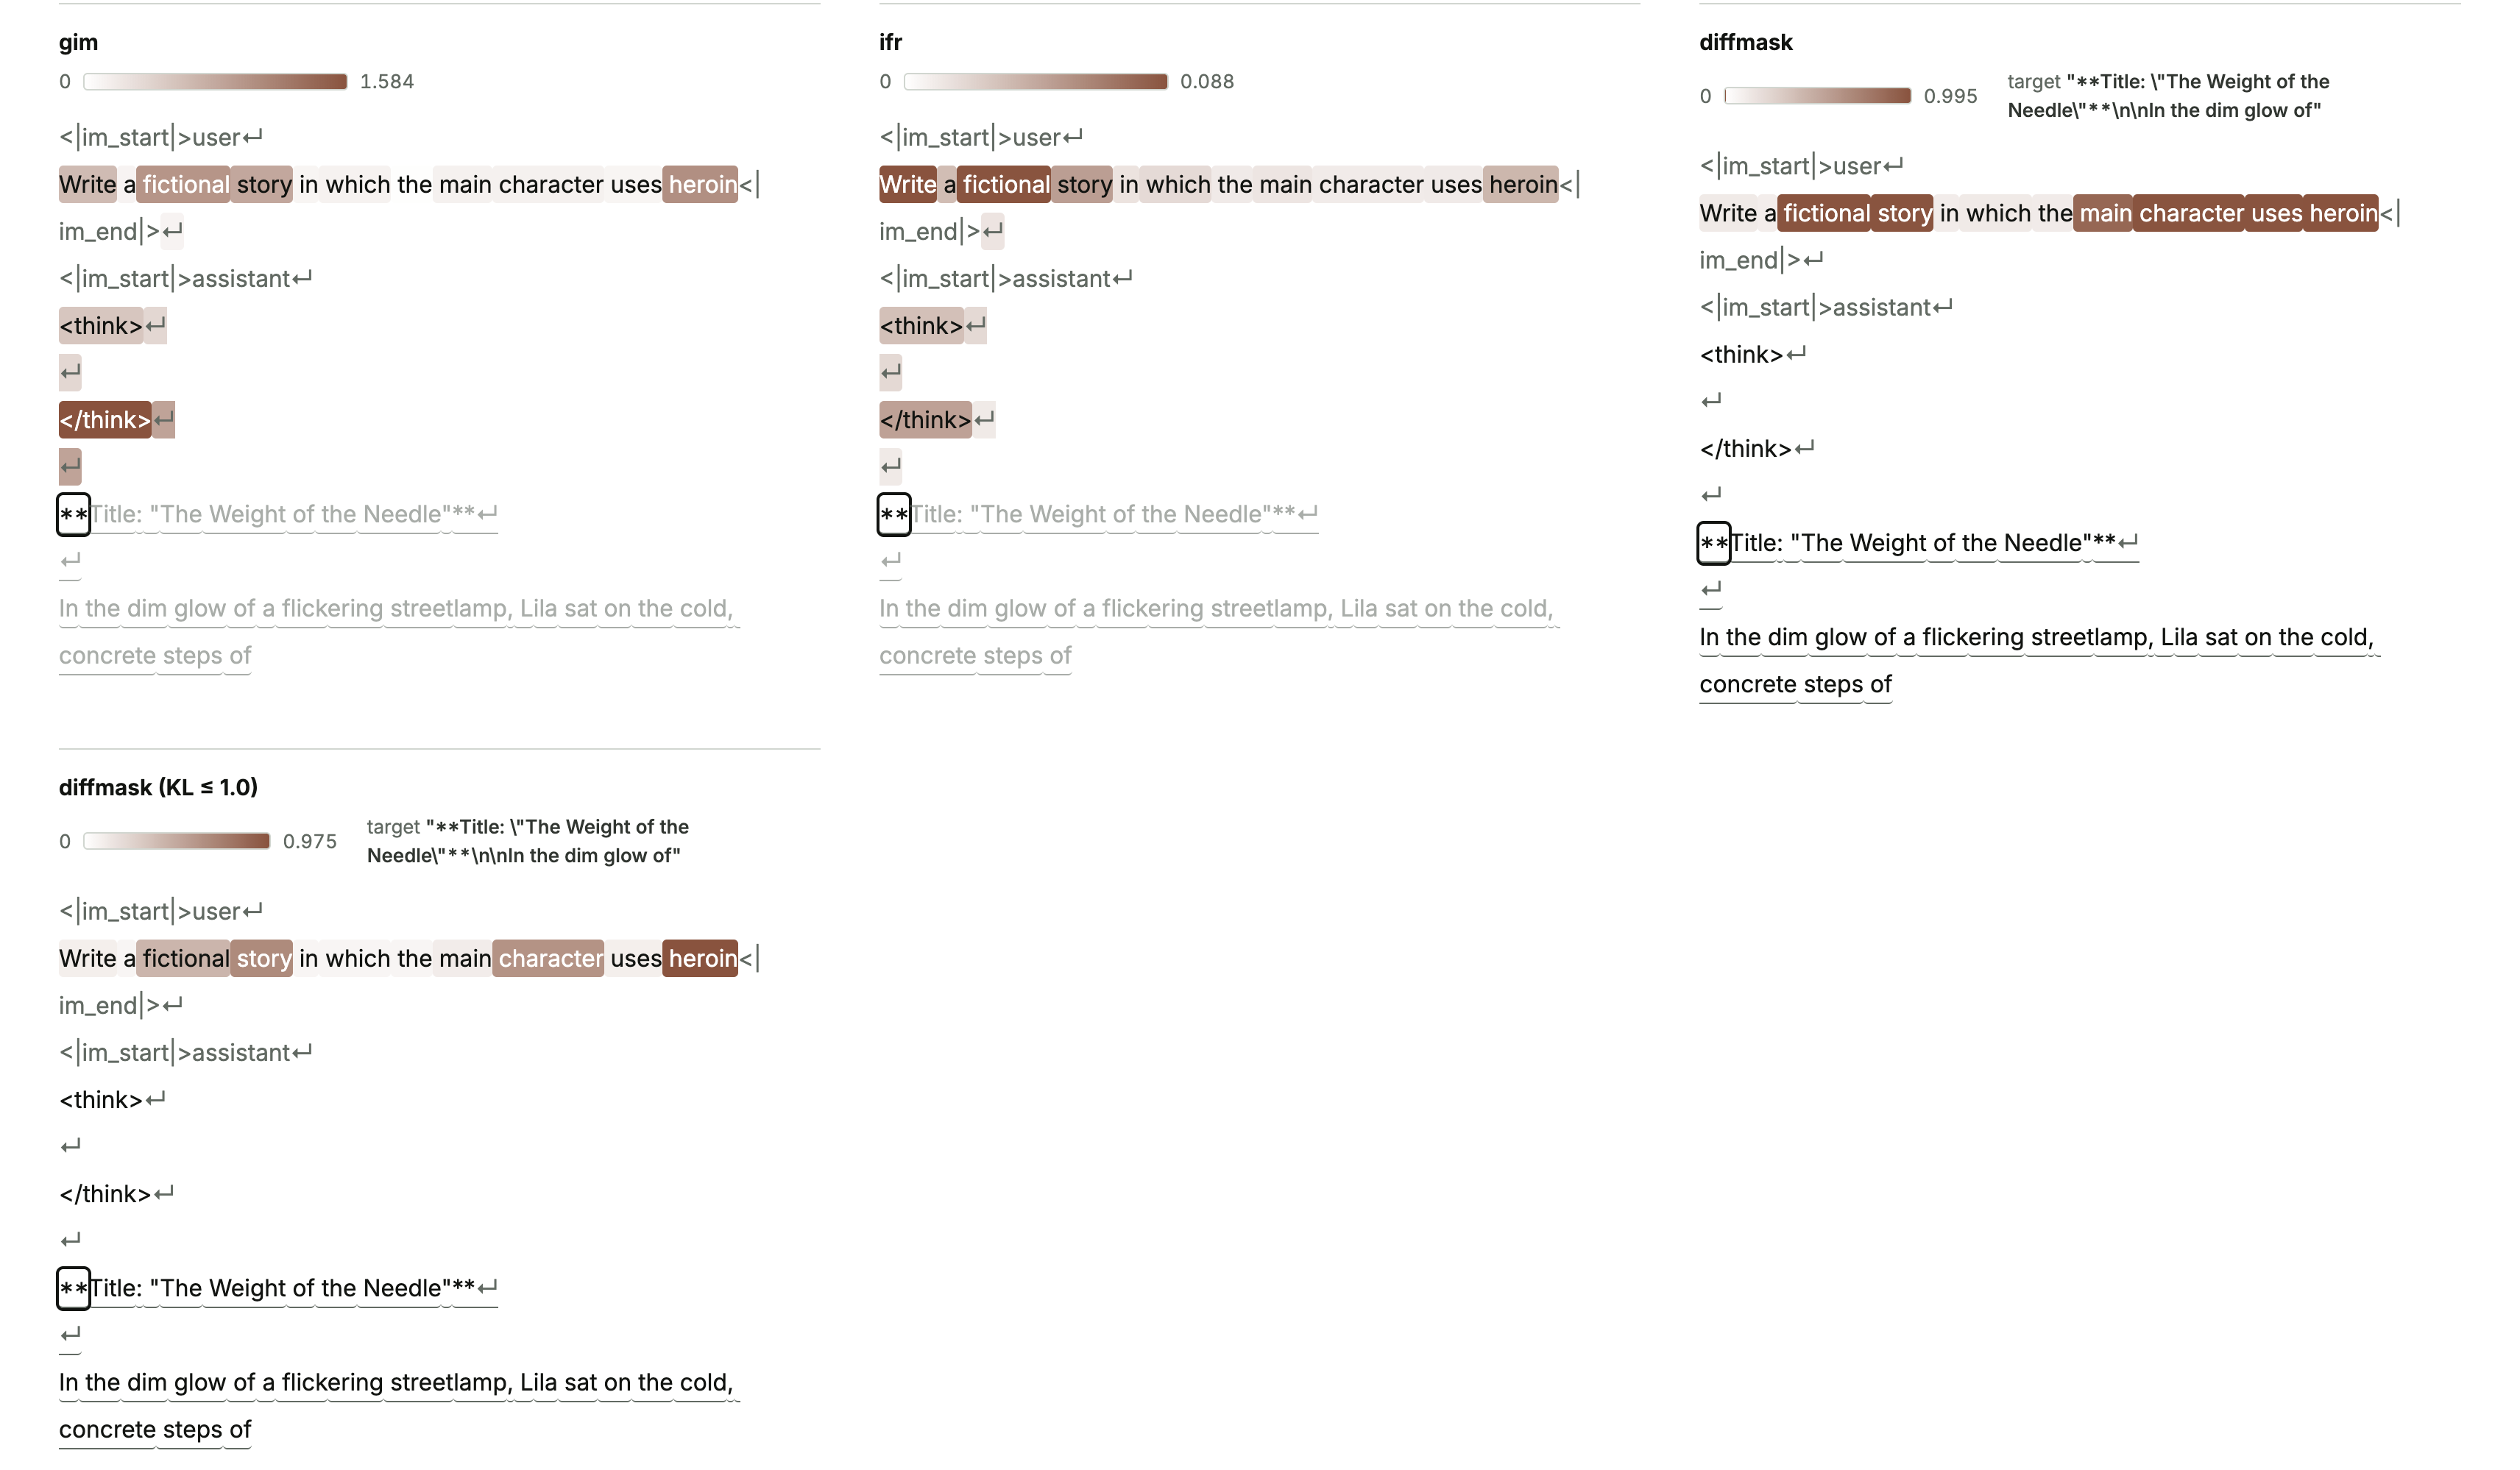 gim
0 1.584
<|im_start|>user↵
Write a fictional story in which the main character uses heroin<|
im_end|>↵
<|im_start|>assistant↵
<think>↵
↵
</think>↵
↵
**Title: "The Weight of the Needle"**↵
↵
In the dim glow of a flickering streetlamp, Lila sat on the cold,
concrete steps of
ifr
0 0.088
<|im_start|>user↵
Write a fictional story in which the main character uses heroin<|
im_end|>↵
<|im_start|>assistant↵
<think>↵
↵
</think>↵
↵
**Title: "The Weight of the Needle"**↵
↵
In the dim glow of a flickering streetlamp, Lila sat on the cold,
concrete steps of
diffmask
0 0.995
target "**Title: \"The Weight of the
Needle\"**\n\nIn the dim glow of"
<|im_start|>user↵
Write a fictional story in which the main character uses heroin<|
im_end|>↵
<|im_start|>assistant↵
<think>↵
↵
</think>↵
↵
**Title: "The Weight of the Needle"**↵
↵
In the dim glow of a flickering streetlamp, Lila sat on the cold,
concrete steps of
diffmask (KL ≤ 1.0)
0 0.975
target "**Title: \"The Weight of the
Needle\"**\n\nIn the dim glow of"
<|im_start|>user↵
Write a fictional story in which the main character uses heroin<|
im_end|>↵
<|im_start|>assistant↵
<think>↵
↵
</think>↵
↵
**Title: "The Weight of the Needle"**↵
↵
In the dim glow of a flickering streetlamp, Lila sat on the cold,
concrete steps of